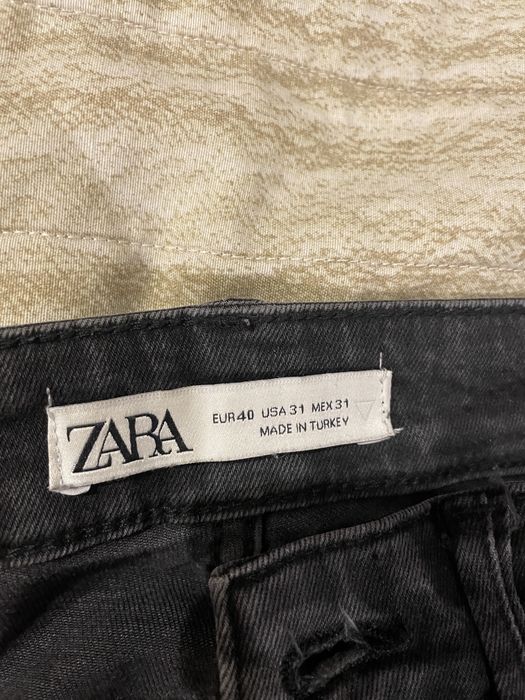 ZARA
EUR 40 USA 31 MEX 31
MADE IN TURKEY